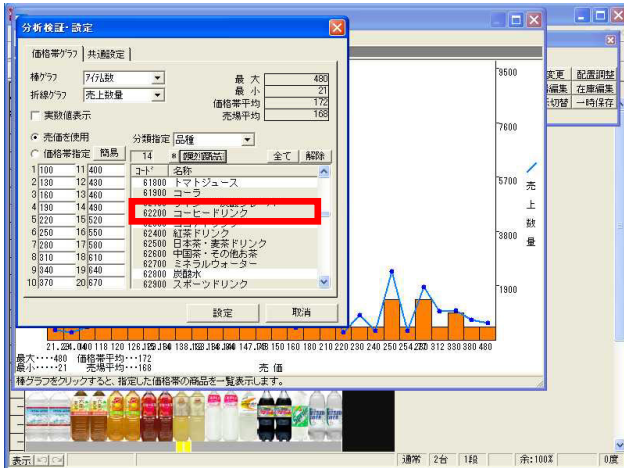 分析検証- 設定
価格帯グラフ 共通設定
棒グラフ アイテム数
折線グラフ 売上数量
実数値表示
最 大 480
最 小 21
価格帯平均 172
売場平均 168
売価を使用
価格帯指定 簡易
分類指定 品種
14
全て 解除
1 100 11 400
2 130 12 430
3 160 13 460
4 190 14 490
5 220 15 520
6 250 16 550
7 280 17 580
8 310 18 610
9 340 19 640
10 370 20 670
コード 名称
61800 トマトジュース
61900 コーラ
62200 コーヒードリンク
62400 紅茶ドリンク
62500 日本茶・麦茶ドリンク
62600 中国茶・その他お茶
62700 ミネラルウォーター
62800 炭酸水
62900 スポーツドリンク
設定 取消
9500
7600
5700
3800
1900
売上数量
変更 配置調整
編集 在庫編集
切替 一時保存
118 120 150 160 180 210 220 230 240 250 312 330 380 480
最大・・・・480 価格帯平均・・・172
最小・・・・・21 売場平均・・・168
売 価
棒グラフをクリックすると、指定した価格帯の商品を一覧表示します。
表示 通常 2台 1段 余:100% 0度